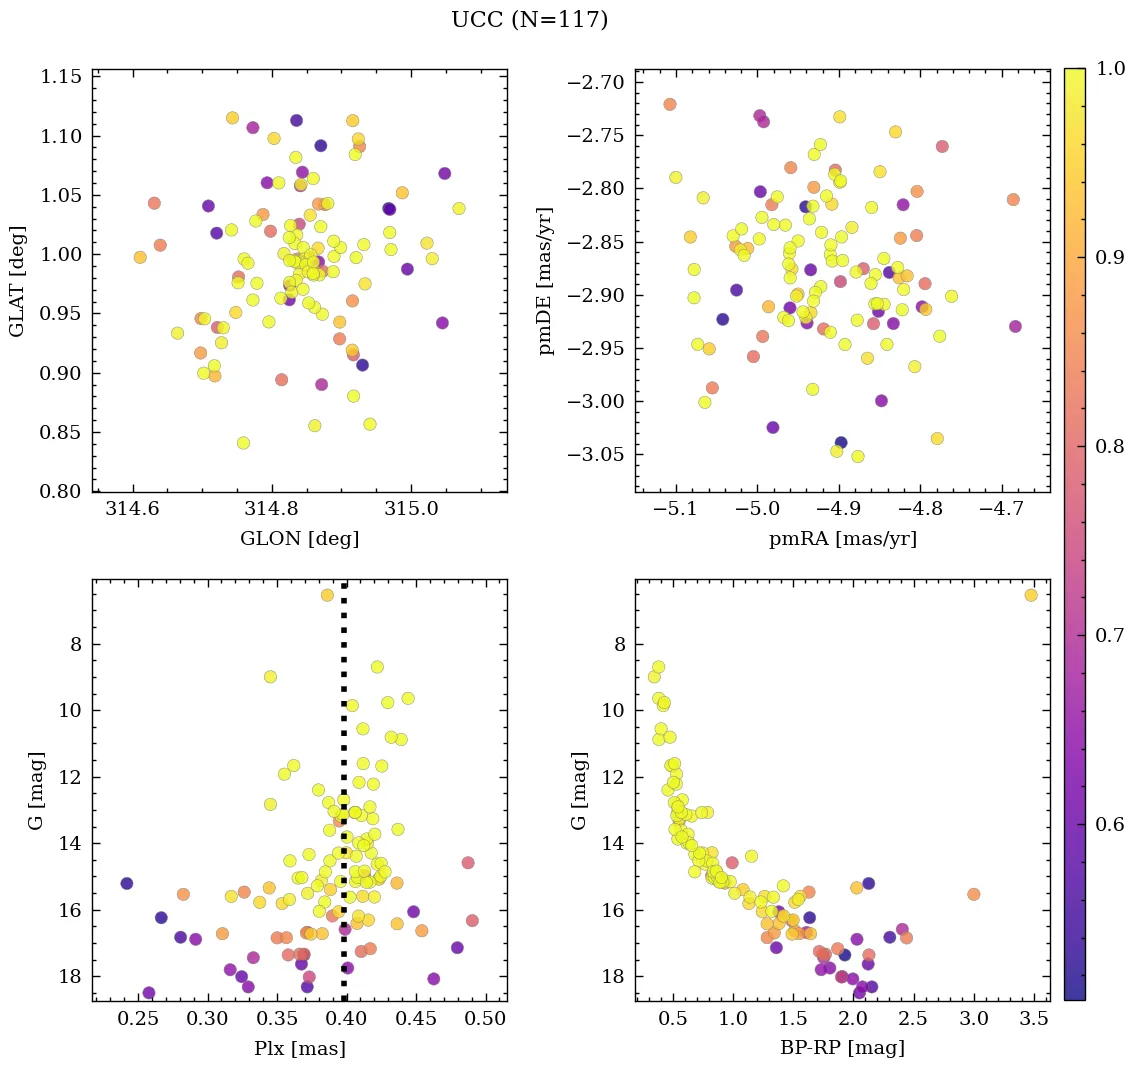 UCC (N=117)
1.15
1.10
1.05
1.00
0.95
0.90
0.85
0.80
GLAT [deg]
314.6 314.8 315.0
GLON [deg]
−2.70
−2.75
−2.80
−2.85
−2.90
−2.95
−3.00
−3.05
pmDE [mas/yr]
−5.1 −5.0 −4.9 −4.8 −4.7
pmRA [mas/yr]
1.0
0.9
0.8
0.7
0.6
8
10
12
14
16
18
G [mag]
0.25 0.30 0.35 0.40 0.45 0.50
Plx [mas]
8
10
12
14
16
18
G [mag]
0.5 1.0 1.5 2.0 2.5 3.0 3.5
BP-RP [mag]